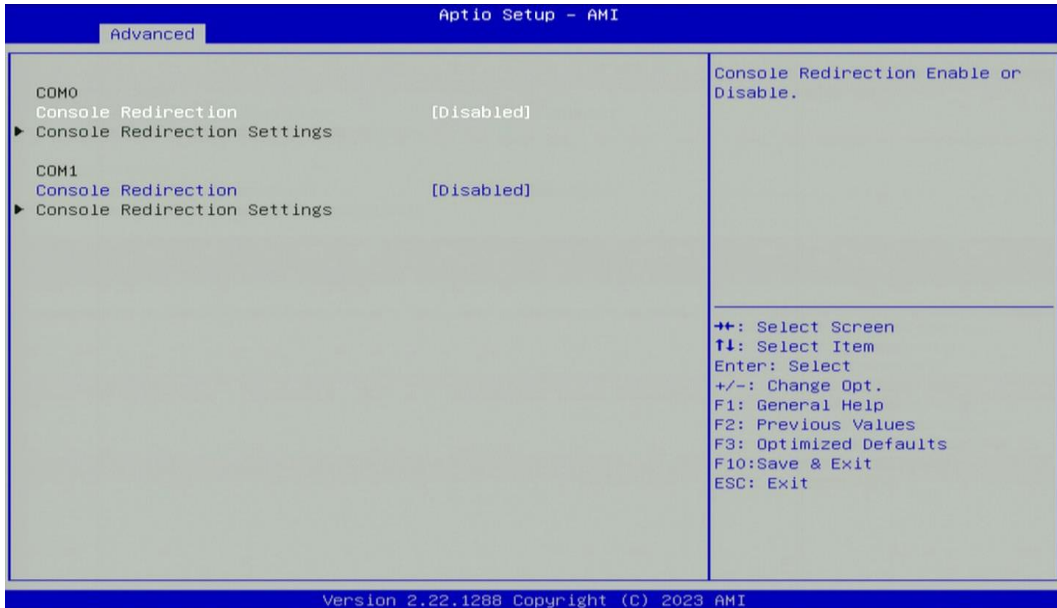 Aptio Setup - AMI
Advanced
COM0
Console Redirection [Disabled]
► Console Redirection Settings
COM1
Console Redirection [Disabled]
► Console Redirection Settings
Console Redirection Enable or
Disable.
→←: Select Screen
↑↓: Select Item
Enter: Select
+/-: Change Opt.
F1: General Help
F2: Previous Values
F3: Optimized Defaults
F10:Save & Exit
ESC: Exit
Version 2.22.1288 Copyright (C) 2023 AMI